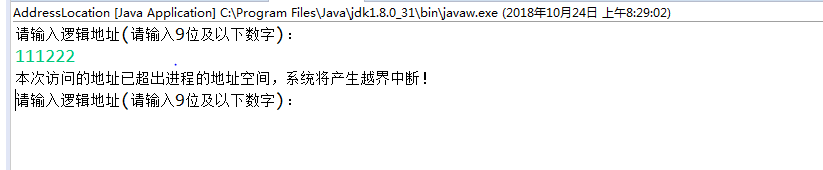 AddressLocation [Java Application] C:\Program Files\Java\jdk1.8.0_31\bin\javaw.exe (2018年10月24日 上午8:29:02)
请输入逻辑地址(请输入9位及以下数字):
111222
本次访问的地址已超出进程的地址空间，系统将产生越界中断!
请输入逻辑地址(请输入9位及以下数字):